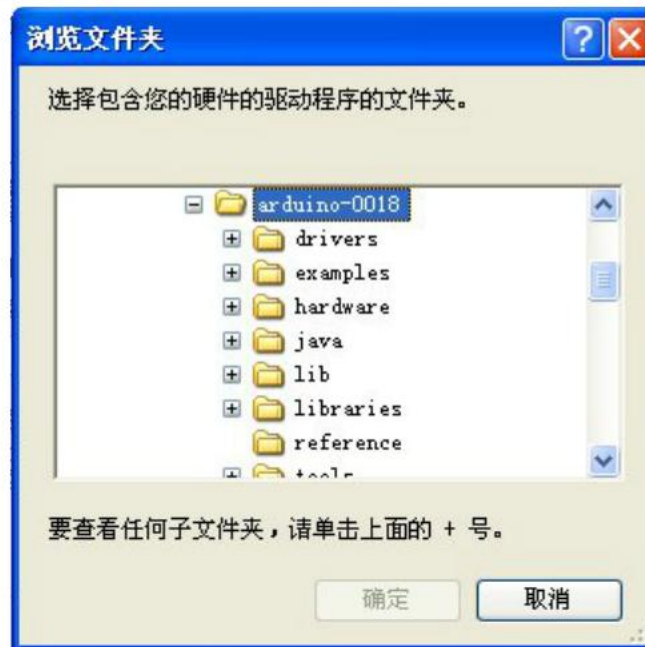 浏览文件夹
选择包含您的硬件的驱动程序的文件夹。
arduino-0018
drivers
examples
hardware
java
lib
libraries
reference
tools
要查看任何子文件夹，请单击上面的 + 号。
确定
取消